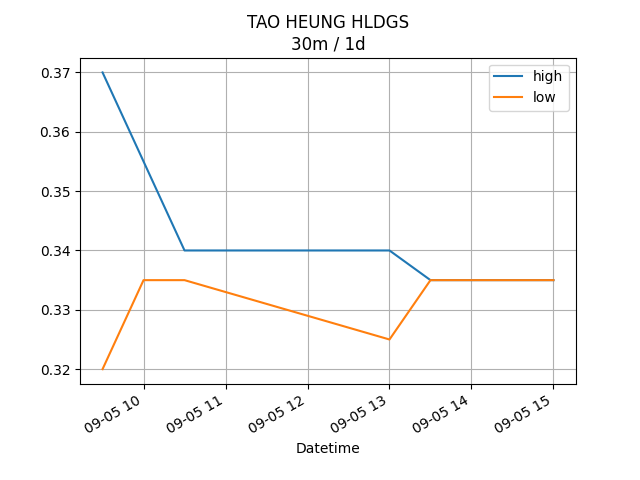 TAO HEUNG HLDGS
30m / 1d
high
low
0.37
0.36
0.35
0.34
0.33
0.32
09-05 10
09-05 11
09-05 12
09-05 13
09-05 14
09-05 15
Datetime